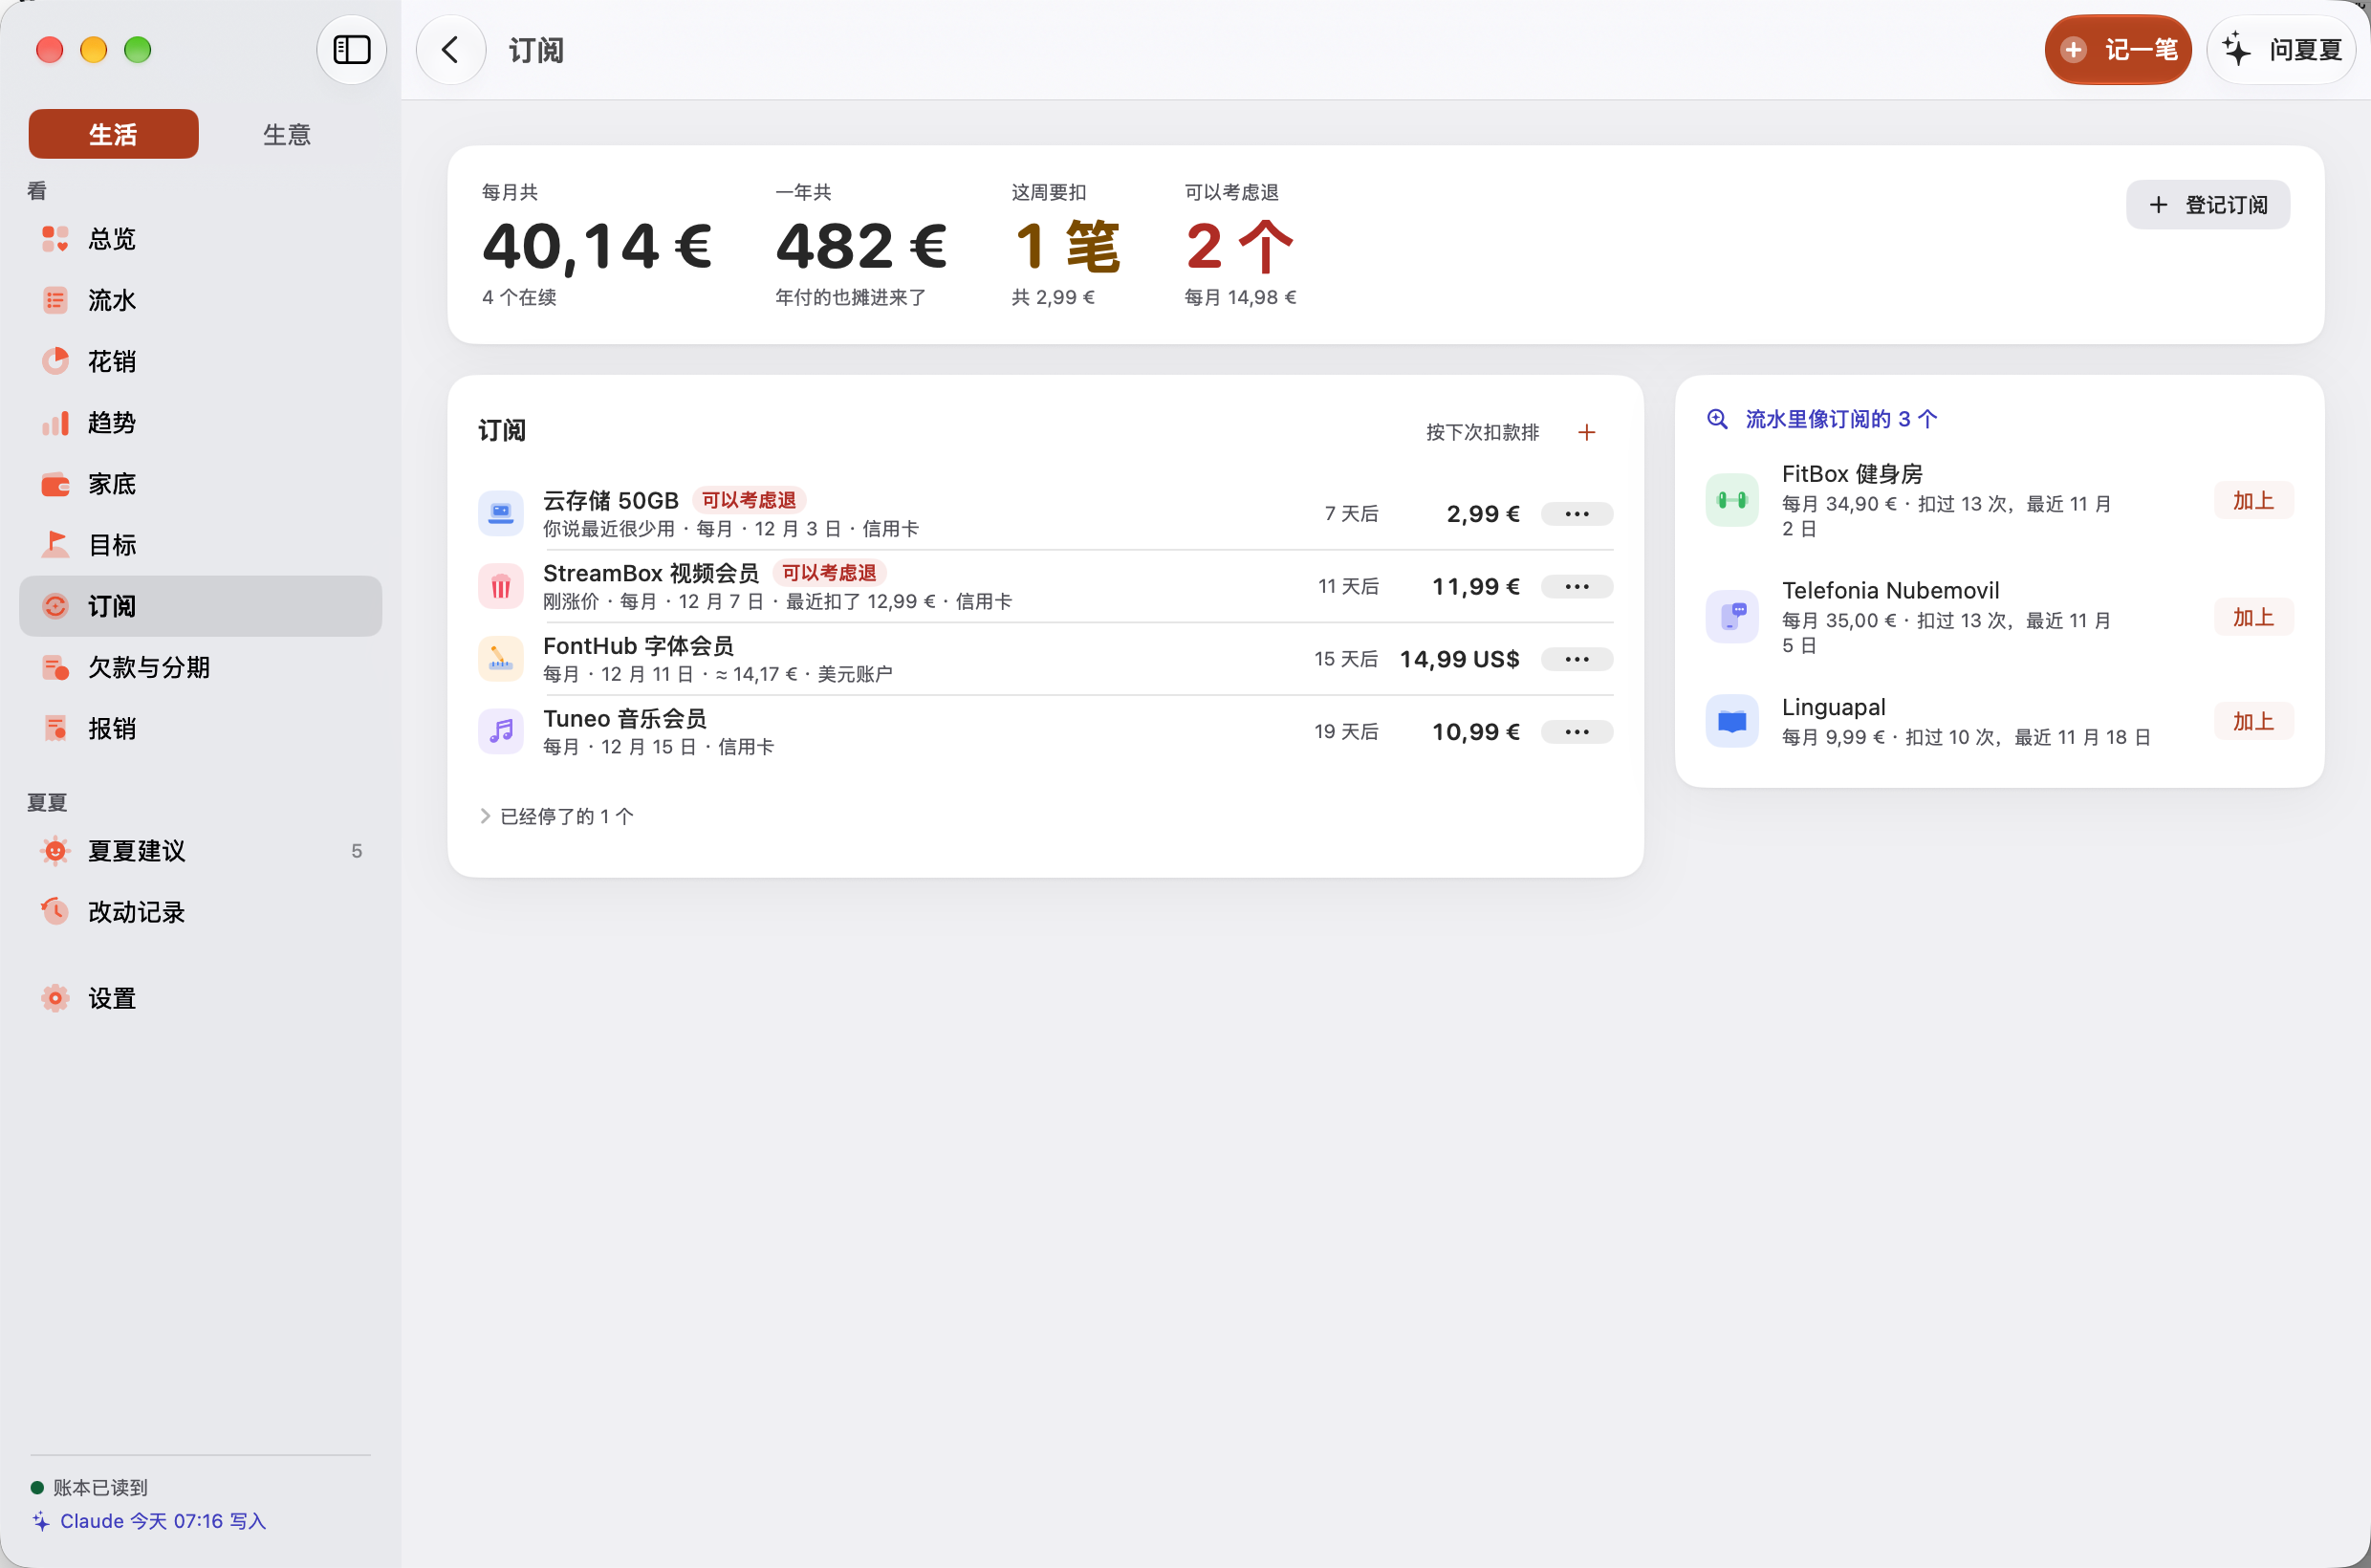 订阅
记一笔
问夏夏
生活
生意
看
总览
流水
花销
趋势
家底
目标
订阅
欠款与分期
报销
夏夏
夏夏建议
5
改动记录
设置
账本已读到
Claude 今天 07:16 写入
每月共
40,14 €
4 个在续
一年共
482 €
年付的也摊进来了
这周要扣
1 笔
共 2,99 €
可以考虑退
2 个
每月 14,98 €
登记订阅
订阅
按下次扣款排
云存储 50GB 可以考虑退
你说最近很少用 · 每月 · 12 月 3 日 · 信用卡
7 天后
2,99 €
StreamBox 视频会员 可以考虑退
刚涨价 · 每月 · 12 月 7 日 · 最近扣了 12,99 € · 信用卡
11 天后
11,99 €
FontHub 字体会员
每月 · 12 月 11 日 · ≈ 14,17 € · 美元账户
15 天后
14,99 US$
Tuneo 音乐会员
每月 · 12 月 15 日 · 信用卡
19 天后
10,99 €
已经停了的 1 个
流水里像订阅的 3 个
FitBox 健身房
每月 34,90 € · 扣过 13 次，最近 11 月
2 日
加上
Telefonia Nubemovil
每月 35,00 € · 扣过 13 次，最近 11 月
5 日
加上
Linguapal
每月 9,99 € · 扣过 10 次，最近 11 月 18 日
加上